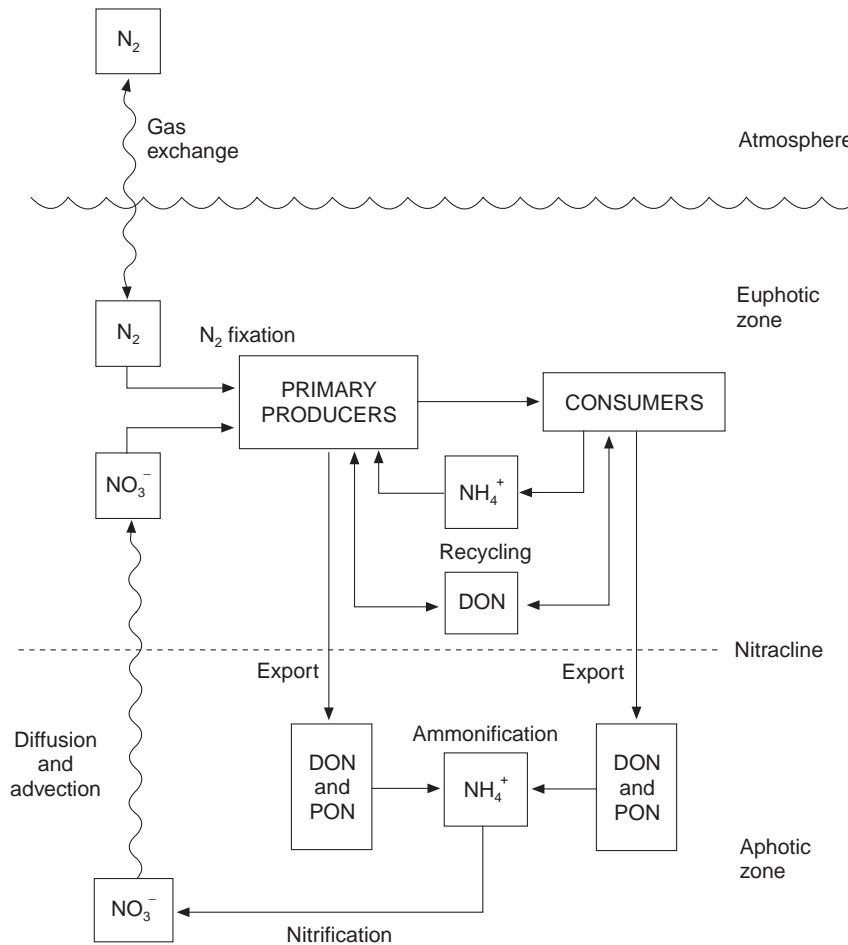 N₂
Gas
exchange
Atmosphere
N₂
Euphotic
zone
N₂ fixation
PRIMARY
PRODUCERS
CONSUMERS
NO₃⁻
NH₄⁺
Recycling
DON
Nitracline
Export
Export
Diffusion
and
advection
Ammonification
DON
and
PON
NH₄⁺
DON
and
PON
Aphotic
zone
NO₃⁻
Nitrification